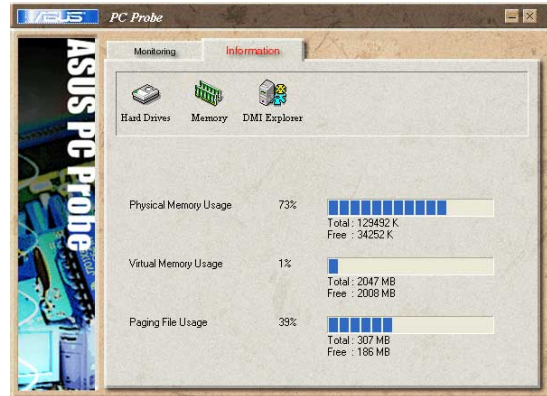 ASUS PC Probe
ASUS PC Probe
Monitoring Information
Hard Drives Memory DMI Explorer
Physical Memory Usage 73%
Total : 129492 K
Free : 34252 K
Virtual Memory Usage 1%
Total : 2047 MB
Free : 2008 MB
Paging File Usage 39%
Total : 307 MB
Free : 186 MB